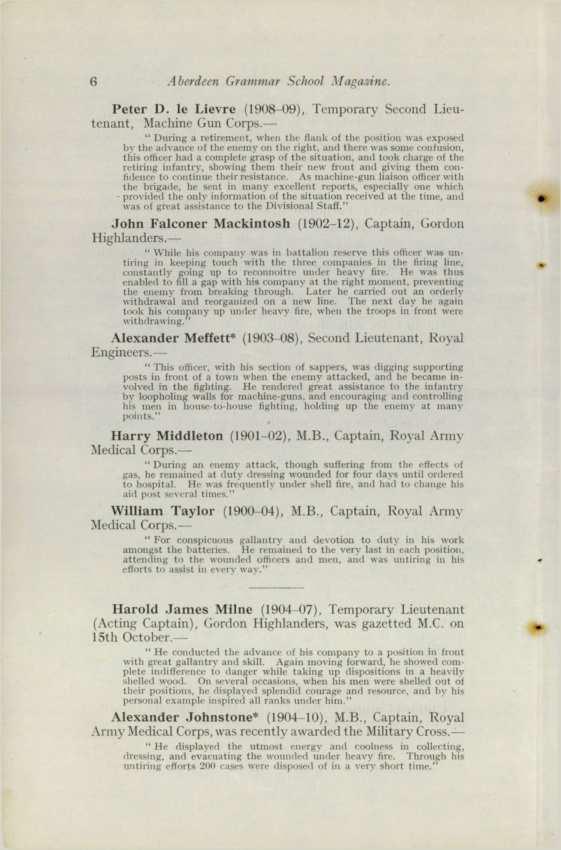 6 Aberdeen Grammar School Magazine.
Peter D. le Lievre (1908–09), Temporary Second Lieu-
tenant, Machine Gun Corps.—
" During a retirement, when the flank of the position was exposed
by the advance of the enemy on the right, and there was some confusion,
this officer had a complete grasp of the situation, and took charge of the
retiring infantry, showing them their new front and giving them con-
fidence to continue their resistance. As machine-gun liaison officer with
the brigade, he sent in many excellent reports, especially one which
provided the only information of the situation received at the time, and
was of great assistance to the Divisional Staff."
John Falconer Mackintosh (1902–12), Captain, Gordon
Highlanders.—
" While his company was in battalion reserve this officer was un-
tiring in keeping touch with the three companies in the firing line,
constantly going up to reconnoitre under heavy fire. He was thus
enabled to fill a gap with his company at the right moment, preventing
the enemy from breaking through. Later he carried out an orderly
withdrawal and reorganized on a new line. The next day he again
took his company up under heavy fire, when the troops in front were
withdrawing."
Alexander Meffett* (1903–08), Second Lieutenant, Royal
Engineers.—
" This officer, with his section of sappers, was digging supporting
posts in front of a town when the enemy attacked, and he became in-
volved in the fighting. He rendered great assistance to the infantry
by loopholing walls for machine-guns, and encouraging and controlling
his men in house-to-house fighting, holding up the enemy at many
points."
Harry Middleton (1901–02), M.B., Captain, Royal Army
Medical Corps.—
" During an enemy attack, though suffering from the effects of
gas, he remained at duty dressing wounded for four days until ordered
to hospital. He was frequently under shell fire, and had to change his
aid post several times."
William Taylor (1900–04), M.B., Captain, Royal Army
Medical Corps.—
" For conspicuous gallantry and devotion to duty in his work
amongst the batteries. He remained to the very last in each position,
attending to the wounded officers and men, and was untiring in his
efforts to assist in every way."
Harold James Milne (1904–07), Temporary Lieutenant
(Acting Captain), Gordon Highlanders, was gazetted M.C. on
15th October.—
" He conducted the advance of his company to a position in front
with great gallantry and skill. Again moving forward, he showed com-
plete indifference to danger while taking up dispositions in a heavily
shelled wood. On several occasions, when his men were shelled out of
their positions, he displayed splendid courage and resource, and by his
personal example inspired all ranks under him."
Alexander Johnstone* (1904–10), M.B., Captain, Royal
Army Medical Corps, was recently awarded the Military Cross.—
" He displayed the utmost energy and coolness in collecting,
dressing, and evacuating the wounded under heavy fire. Through his
untiring efforts 200 cases were disposed of in a very short time."